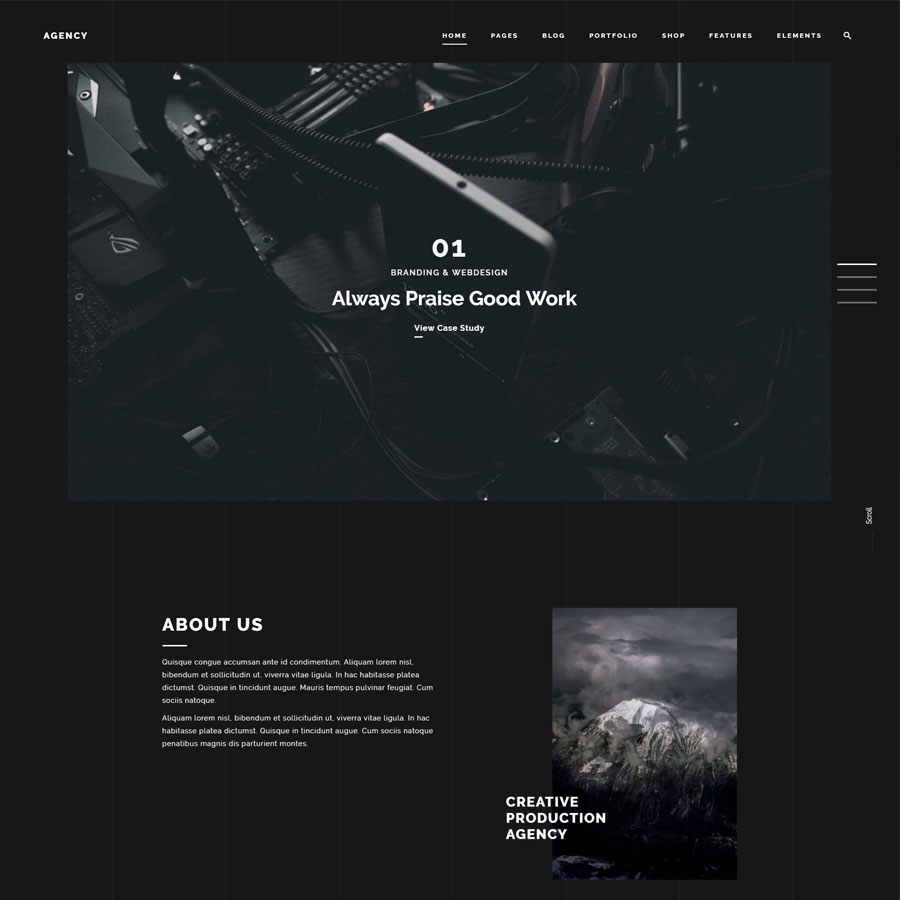 AGENCY
HOME PAGES BLOG PORTFOLIO SHOP FEATURES ELEMENTS
01
BRANDING & WEBDESIGN
Always Praise Good Work
View Case Study
Scroll
ABOUT US
Quisque congue accumsan ante id condimentum. Aliquam lorem nisl,
bibendum et sollicitudin ut, viverra vitae ligula. In hac habitasse platea
dictumst. Quisque in tincidunt augue. Mauris tempus pulvinar feugiat. Cum
sociis natoque.
Aliquam lorem nisl, bibendum et sollicitudin ut, viverra vitae ligula. In hac
habitasse platea dictumst. Quisque in tincidunt augue. Cum sociis natoque
penatibus magnis dis parturient montes.
CREATIVE
PRODUCTION
AGENCY